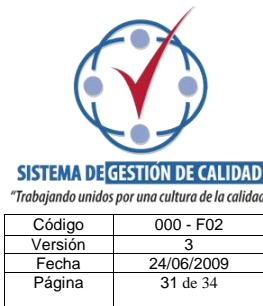 SISTEMA DE GESTIÓN DE CALIDAD
"Trabajando unidos por una cultura de la calidad
Código 000 - F02
Versión 3
Fecha 24/06/2009
Página 31 de 34